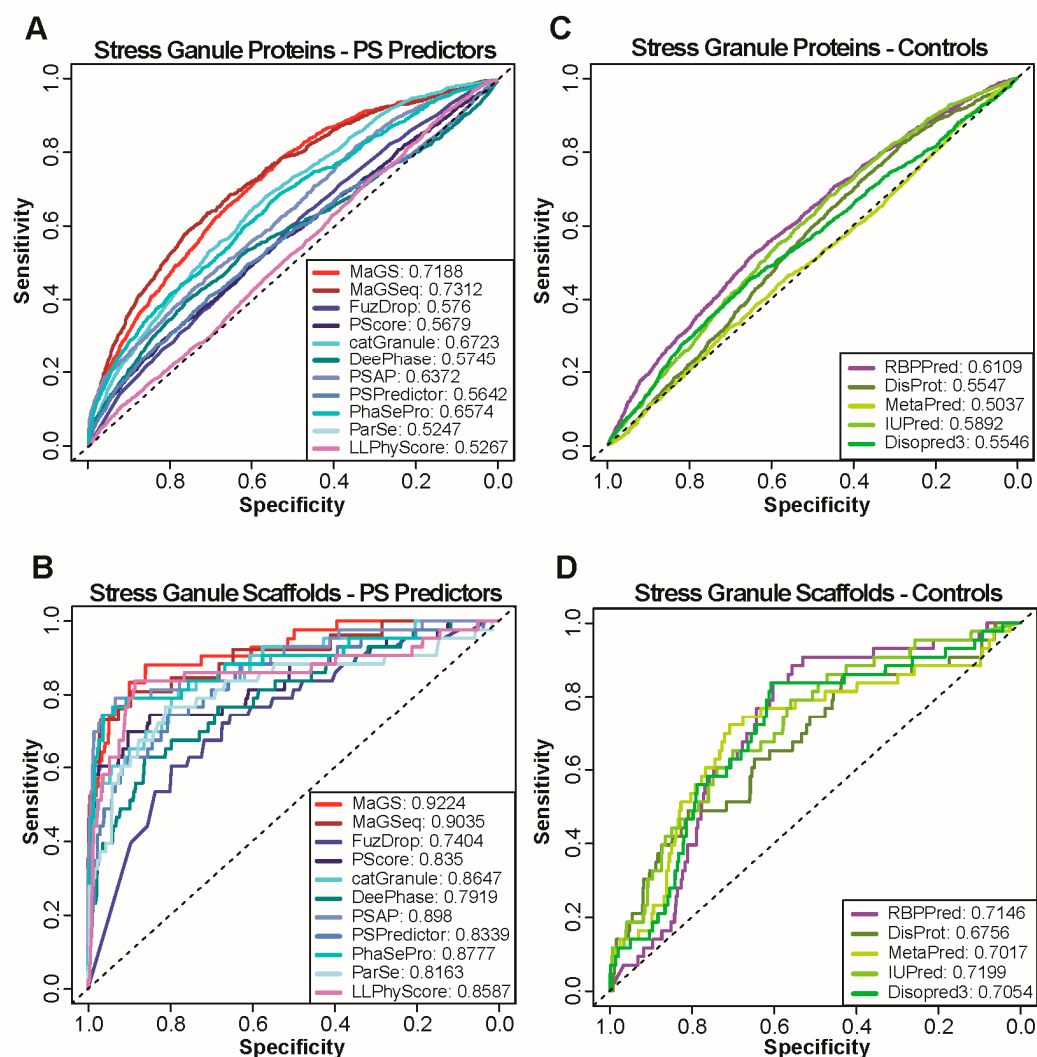 A
Stress Ganule Proteins - PS Predictors
Sensitivity
1.0
0.8
0.6
0.4
0.2
0.0
MaGS: 0.7188
MaGSeq: 0.7312
FuzDrop: 0.576
PScore: 0.5679
catGranule: 0.6723
DeePhase: 0.5745
PSAP: 0.6372
PSPredictor: 0.5642
PhaSePro: 0.6574
ParSe: 0.5247
LLPhyScore: 0.5267
0.8 0.6 0.4 0.2 0.0
Specificity
C
Stress Granule Proteins - Controls
Sensitivity
1.0
0.8
0.6
0.4
0.2
0.0
RBPPred: 0.6109
DisProt: 0.5547
MetaPred: 0.5037
IUPred: 0.5892
Disopred3: 0.5546
1.0 0.8 0.6 0.4 0.2 0.0
Specificity
B
Stress Ganule Scaffolds - PS Predictors
Sensitivity
1.0
0.8
0.6
0.4
0.2
0.0
MaGS: 0.9224
MaGSeq: 0.9035
FuzDrop: 0.7404
PScore: 0.835
catGranule: 0.8647
DeePhase: 0.7919
PSAP: 0.898
PSPredictor: 0.8339
PhaSePro: 0.8777
ParSe: 0.8163
LLPhyScore: 0.8587
1.0 0.8 0.6 0.4 0.2 0.0
Specificity
D
Stress Granule Scaffolds - Controls
Sensitivity
1.0
0.8
0.6
0.4
0.2
0.0
RBPPred: 0.7146
DisProt: 0.6756
MetaPred: 0.7017
IUPred: 0.7199
Disopred3: 0.7054
1.0 0.8 0.6 0.4 0.2 0.0
Specificity